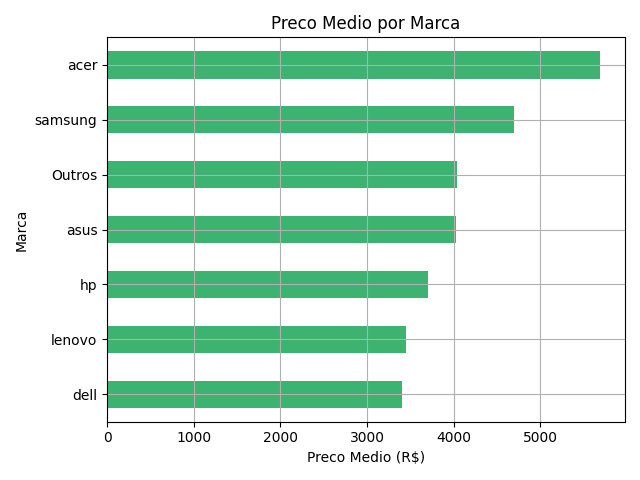 Preco Medio por Marca
acer
samsung
Outros
asus
hp
lenovo
dell
Marca
0 1000 2000 3000 4000 5000
Preco Medio (R$)